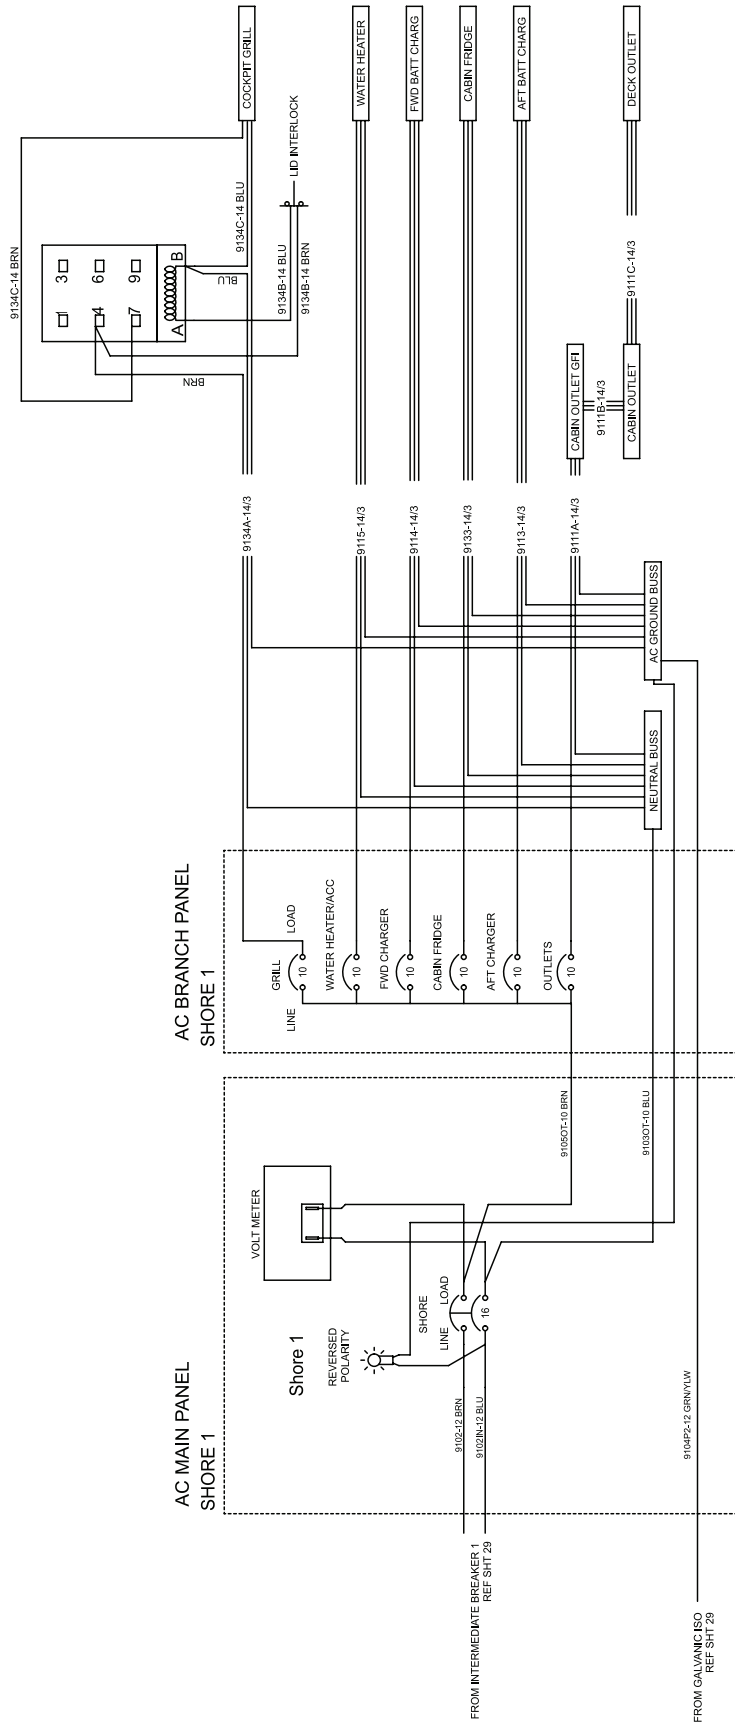 AC MAIN PANEL
SHORE 1
AC BRANCH PANEL
SHORE 1
FROM INTERMEDIATE BREAKER 1
REF SHT 29
FROM GALVANIC ISO
REF SHT 29
9102-12 BRN
9102IN-12 BLU
9104P2-12 GRN/YLW
Shore 1
REVERSED
POLARITY
VOLT METER
SHORE
LINE
LOAD
16
9105OT-10 BRN
9103OT-10 BLU
LINE
LOAD
GRILL
10
WATER HEATER/ACC
10
FWD CHARGER
10
CABIN FRIDGE
10
AFT CHARGER
10
OUTLETS
10
NEUTRAL BUSS
AC GROUND BUSS
9134A-14/3
9115-14/3
9114-14/3
9133-14/3
9113-14/3
9111A-14/3
9134C-14 BRN
BRN
BLU
1
3
4
6
7
9
A
B
9134C-14 BLU
9134B-14 BLU
9134B-14 BRN
LID INTERLOCK
CABIN OUTLET GFI
9111B-14/3
CABIN OUTLET
9111C-14/3
COCKPIT GRILL
WATER HEATER
FWD BATT CHARG
CABIN FRIDGE
AFT BATT CHARG
DECK OUTLET